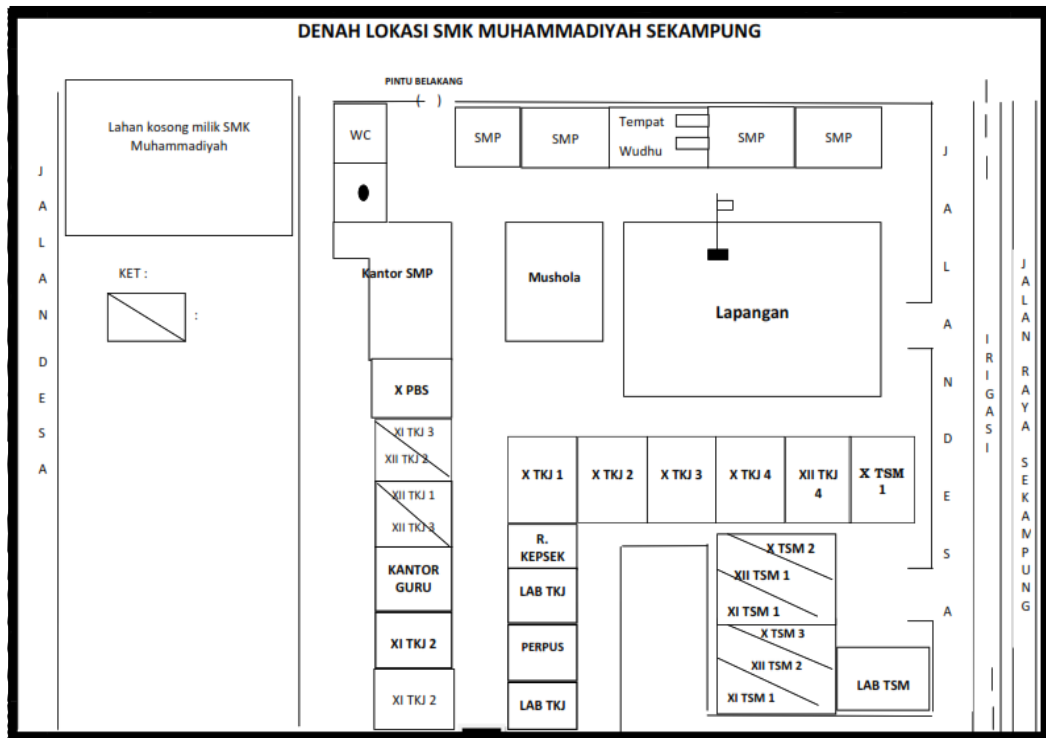 DENAH LOKASI SMK MUHAMMADIYAH SEKAMPUNG
PINTU BELAKANG
( )
Lahan kosong milik SMK
Muhammadiyah
JALAN DESA
KET :
:
WC
SMP
SMP
Tempat
Wudhu
SMP
SMP
Kantor SMP
Mushola
Lapangan
JALAN DESA
IRIGASI
JALAN RAYA SEKAMPUNG
X PBS
XI TKJ 3
XII TKJ 2
XII TKJ 1
XII TKJ 3
KANTOR
GURU
XI TKJ 2
XI TKJ 2
X TKJ 1
X TKJ 2
X TKJ 3
X TKJ 4
XII TKJ
4
X TSM
1
R.
KEPSEK
LAB TKJ
PERPUS
LAB TKJ
X TSM 2
XII TSM 1
XI TSM 1
X TSM 3
XII TSM 2
XI TSM 1
LAB TSM